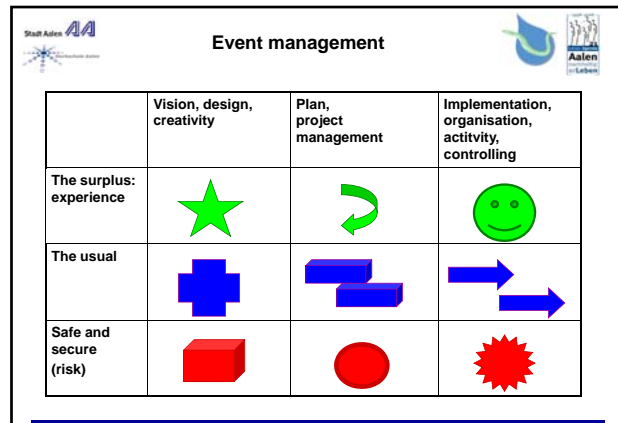 Stadt Aalen
Event management
Aalen
Vision, design,
creativity
Plan,
project
management
Implementation,
organisation,
actitvity,
controlling
The surplus:
experience
The usual
Safe and
secure
(risk)